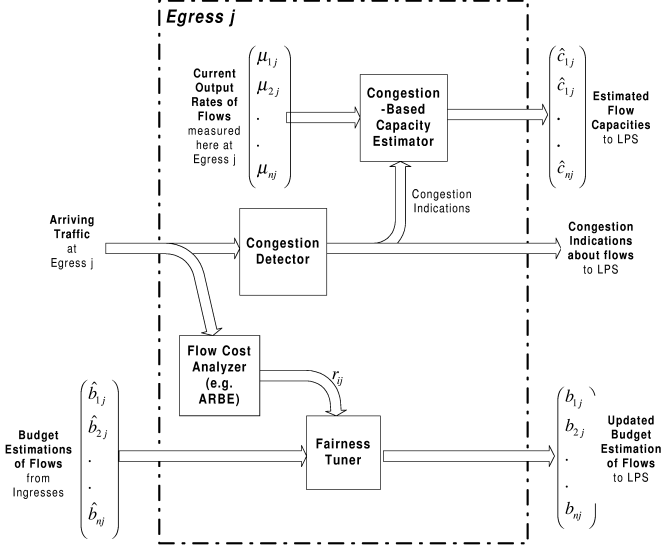 Egress j
Current
Output
Rates of
Flows
measured
here at
Egress j
μ1j
μ2j
.
.
μnj
Congestion
-Based
Capacity
Estimator
ĉ1j
ĉ1j
.
.
ĉnj
Estimated
Flow
Capacities
to LPS
Congestion
Indications
Arriving
Traffic
at
Egress j
Congestion
Detector
Congestion
Indications
about flows
to LPS
Flow Cost
Analyzer
(e.g.
ARBE)
rij
Budget
Estimations
of Flows
from
Ingresses
b̂1j
b̂2j
.
.
b̂nj
Fairness
Tuner
b1j
b2j
.
.
bnj
Updated
Budget
Estimation
of Flows
to LPS